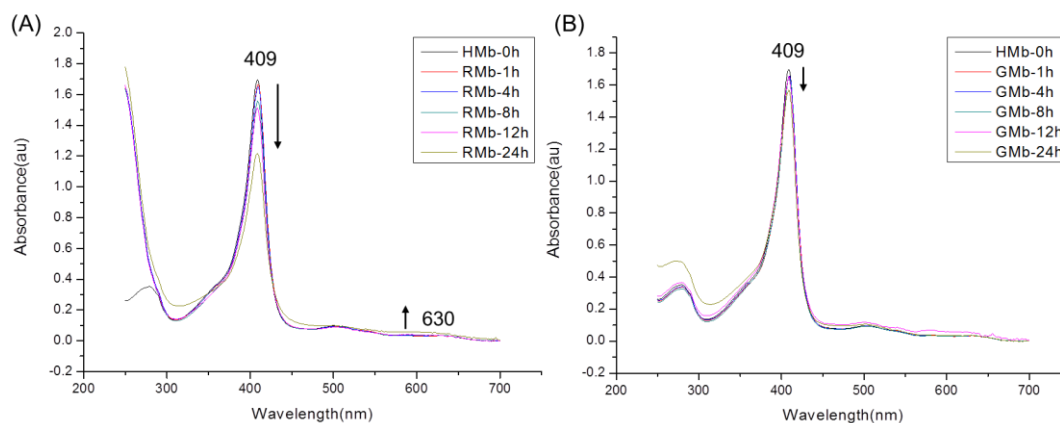 (A)
2.0
1.8
1.6
1.4
1.2
1.0
0.8
0.6
0.4
0.2
0.0
-0.2
Absorbance(au)
409
630
HMb-0h
RMb-1h
RMb-4h
RMb-8h
RMb-12h
RMb-24h
200 300 400 500 600 700
Wavelength(nm)
(B)
1.8
1.6
1.4
1.2
1.0
0.8
0.6
0.4
0.2
0.0
-0.2
Absorbance(au)
409
HMb-0h
GMb-1h
GMb-4h
GMb-8h
GMb-12h
GMb-24h
200 300 400 500 600 700
Wavelength(nm)